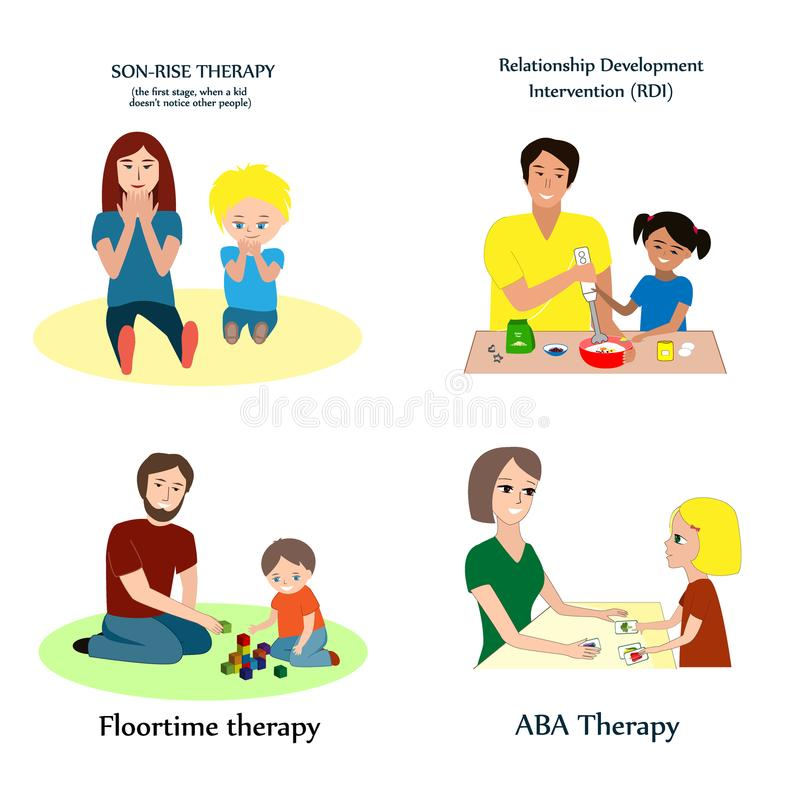 SON-RISE THERAPY
(the first stage, when a kid
doesn't notice other people)
Relationship Development
Intervention (RDI)
dreamstime
Floortime therapy
ABA Therapy